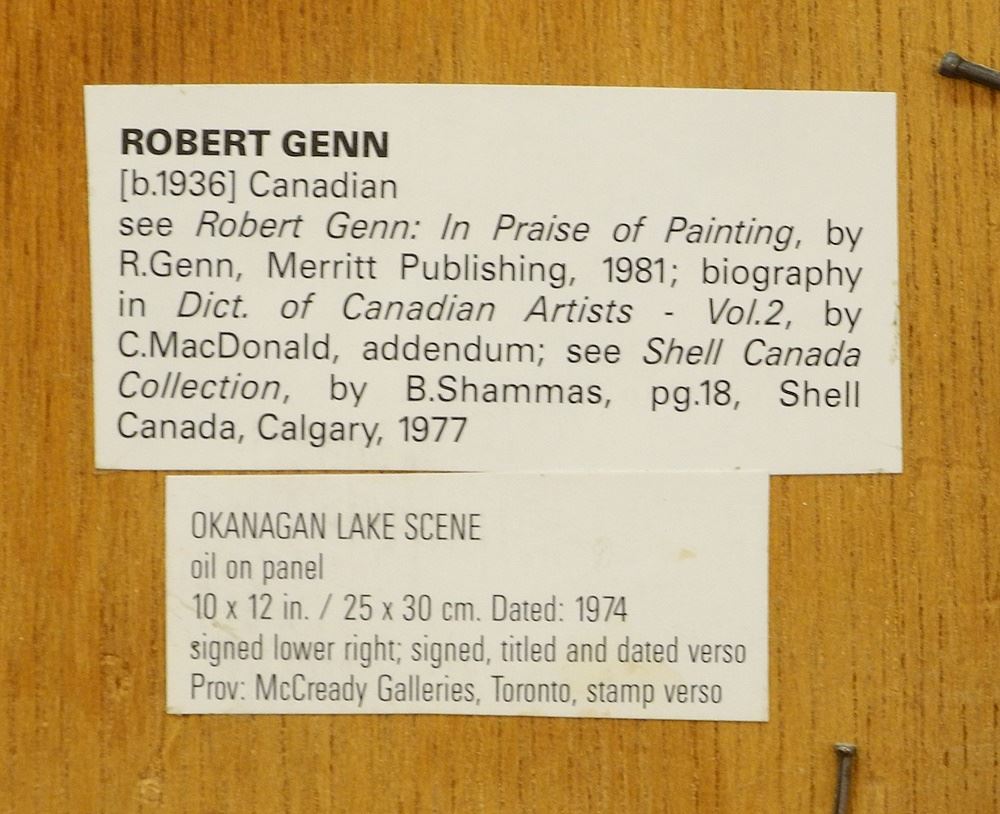 ROBERT GENN
[b.1936] Canadian
see Robert Genn: In Praise of Painting, by
R.Genn, Merritt Publishing, 1981; biography
in Dict. of Canadian Artists - Vol.2, by
C.MacDonald, addendum; see Shell Canada
Collection, by B.Shammas, pg.18, Shell
Canada, Calgary, 1977
OKANAGAN LAKE SCENE
oil on panel
10 x 12 in. / 25 x 30 cm. Dated: 1974
signed lower right; signed, titled and dated verso
Prov: McCready Galleries, Toronto, stamp verso